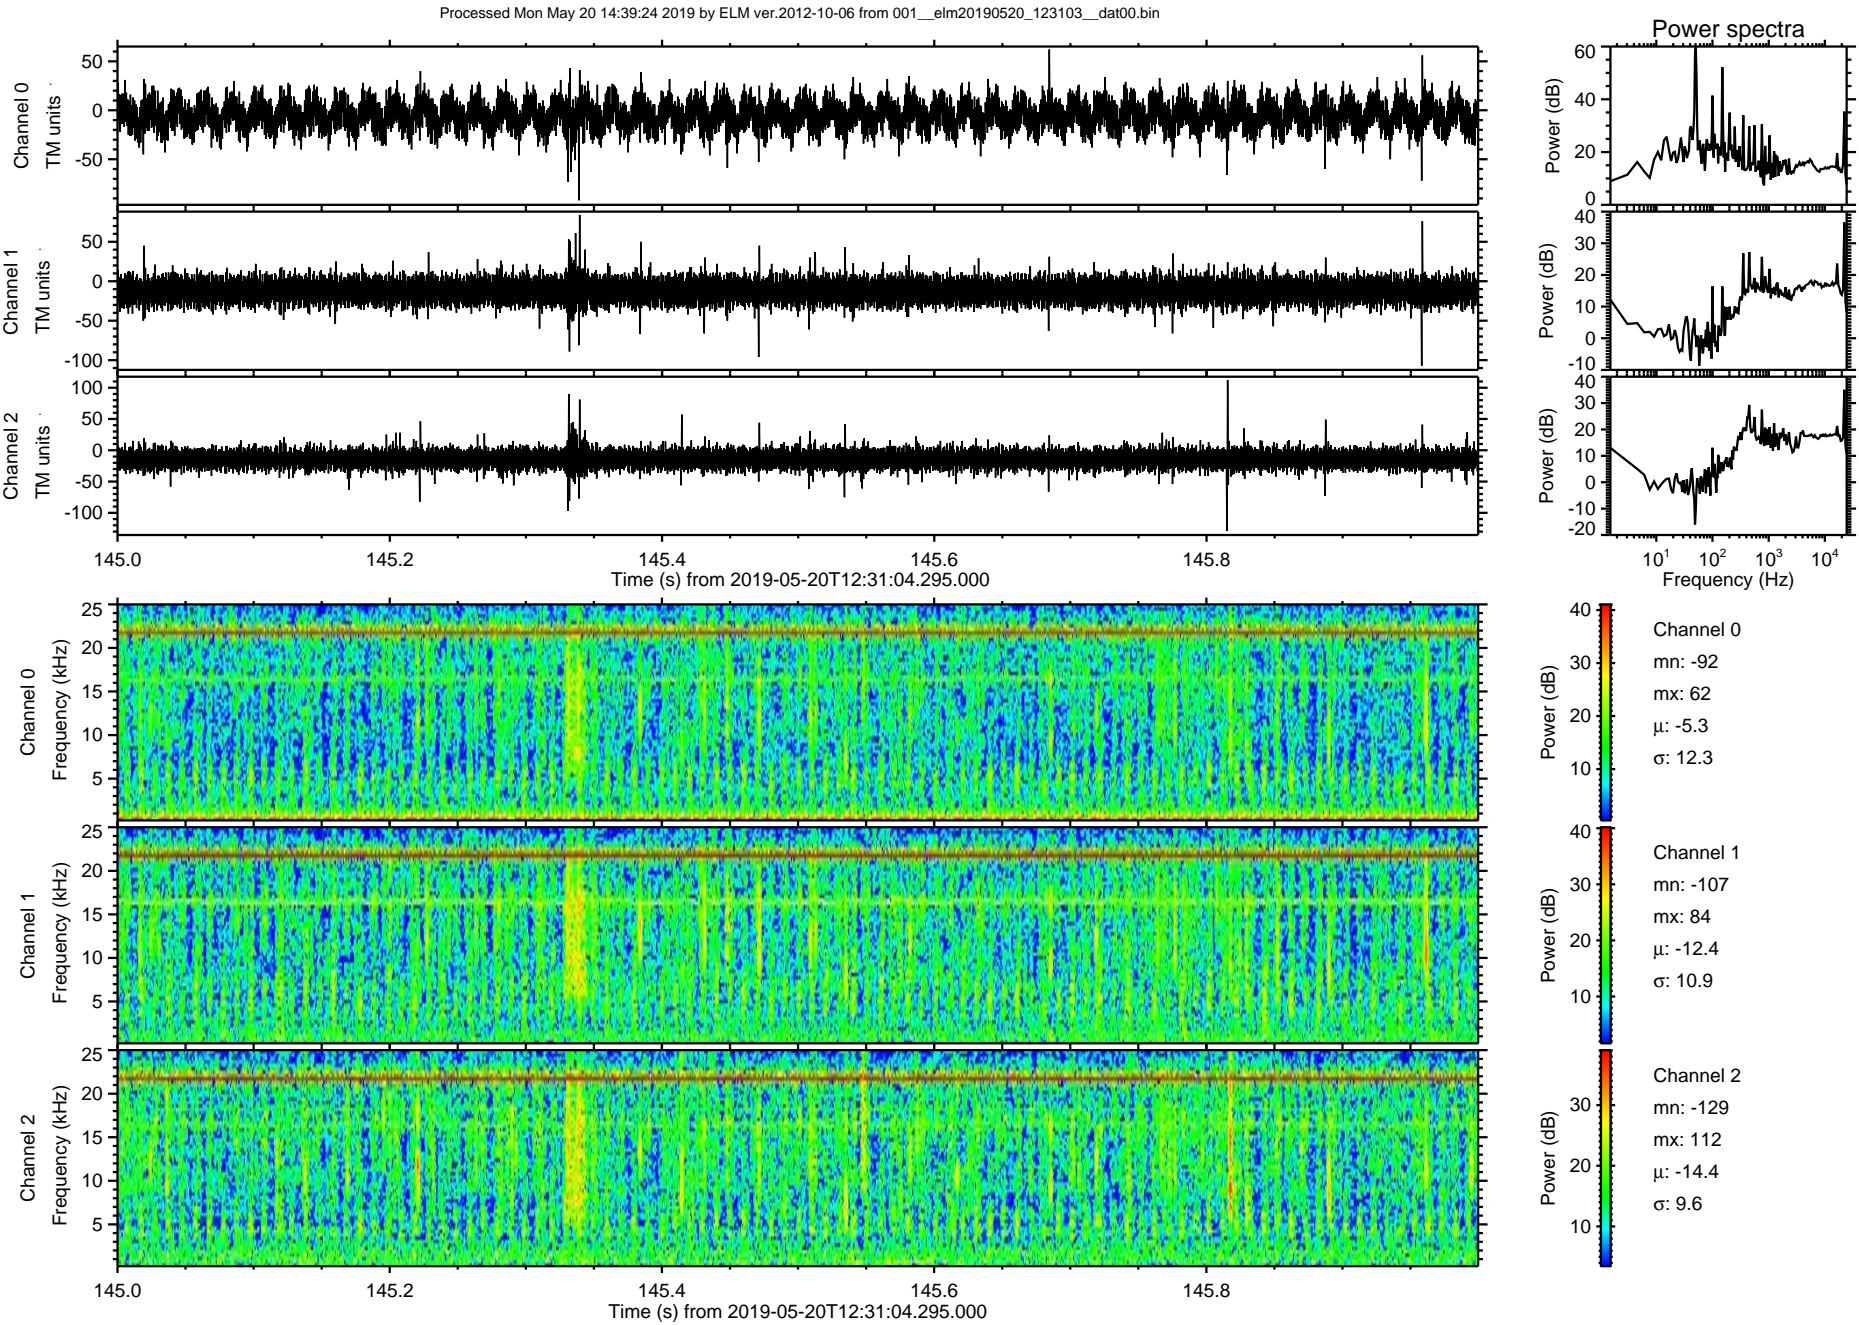 Processed Mon May 20 14:39:24 2019 by ELM ver.2012-10-06 from 001__elm20190520_123103__dat00.bin
Power spectra
Channel 0
TM units
50
0
-50
Power (dB)
60
40
20
0
Channel 1
TM units
50
0
-50
-100
Power (dB)
40
30
20
10
0
-10
Channel 2
TM units
100
50
0
-50
-100
Power (dB)
40
30
20
10
0
-10
-20
145.0 145.2 145.4 145.6 145.8
Time (s) from 2019-05-20T12:31:04.295.000
10¹ 10² 10³ 10⁴
Frequency (Hz)
Channel 0
Frequency (kHz)
25
20
15
10
5
Power (dB)
40
30
20
10
Channel 0
mn: -92
mx: 62
μ: -5.3
σ: 12.3
Channel 1
Frequency (kHz)
25
20
15
10
5
Power (dB)
40
30
20
10
Channel 1
mn: -107
mx: 84
μ: -12.4
σ: 10.9
Channel 2
Frequency (kHz)
25
20
15
10
5
Power (dB)
30
20
10
Channel 2
mn: -129
mx: 112
μ: -14.4
σ: 9.6
145.0 145.2 145.4 145.6 145.8
Time (s) from 2019-05-20T12:31:04.295.000